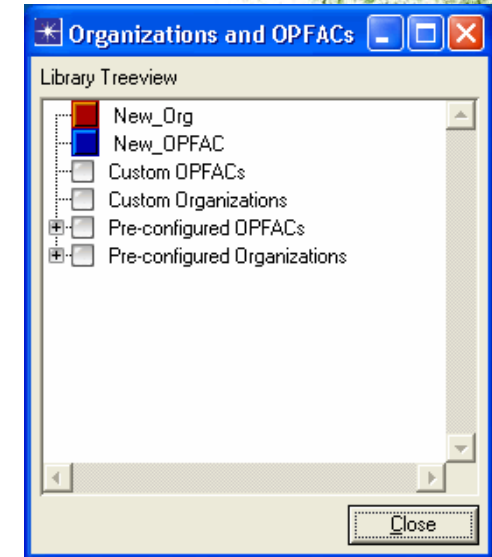 Organizations and OPFACs
Library Treeview
New_Org
New_OPFAC
Custom OPFACs
Custom Organizations
Pre-configured OPFACs
Pre-configured Organizations
Close